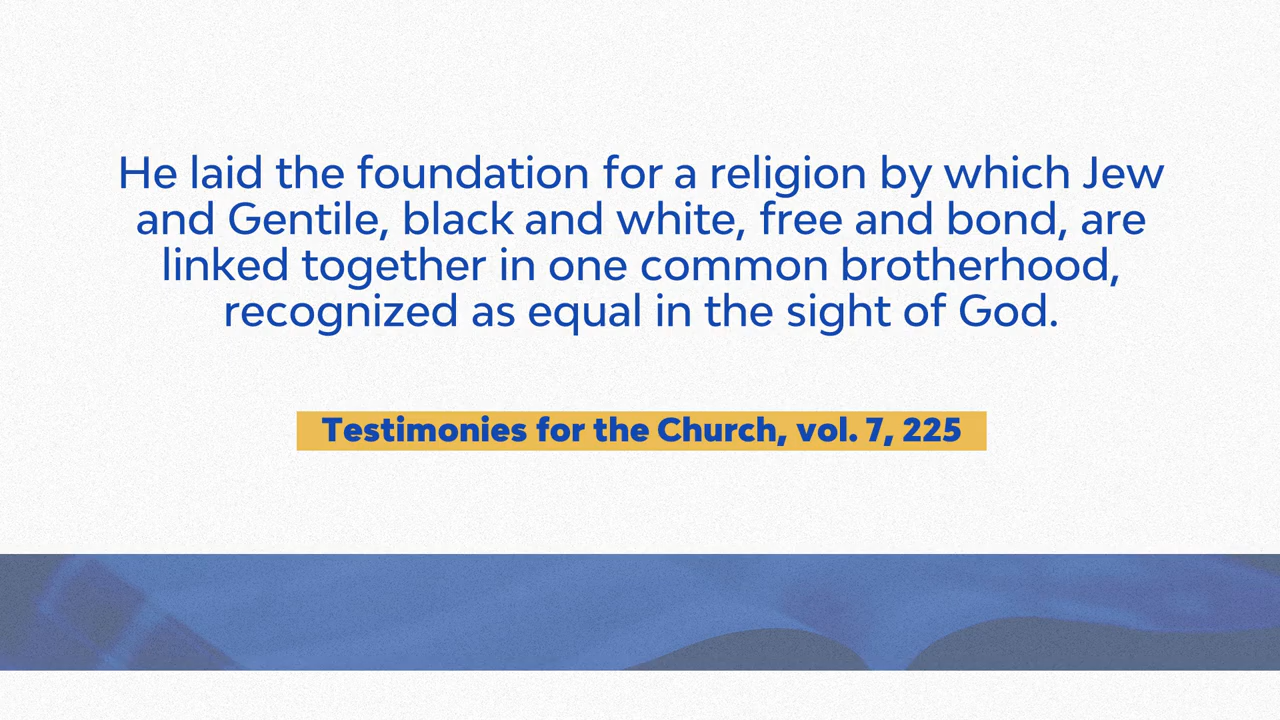 He laid the foundation for a religion by which Jew
and Gentile, black and white, free and bond, are
linked together in one common brotherhood,
recognized as equal in the sight of God.
Testimonies for the Church, vol. 7, 225